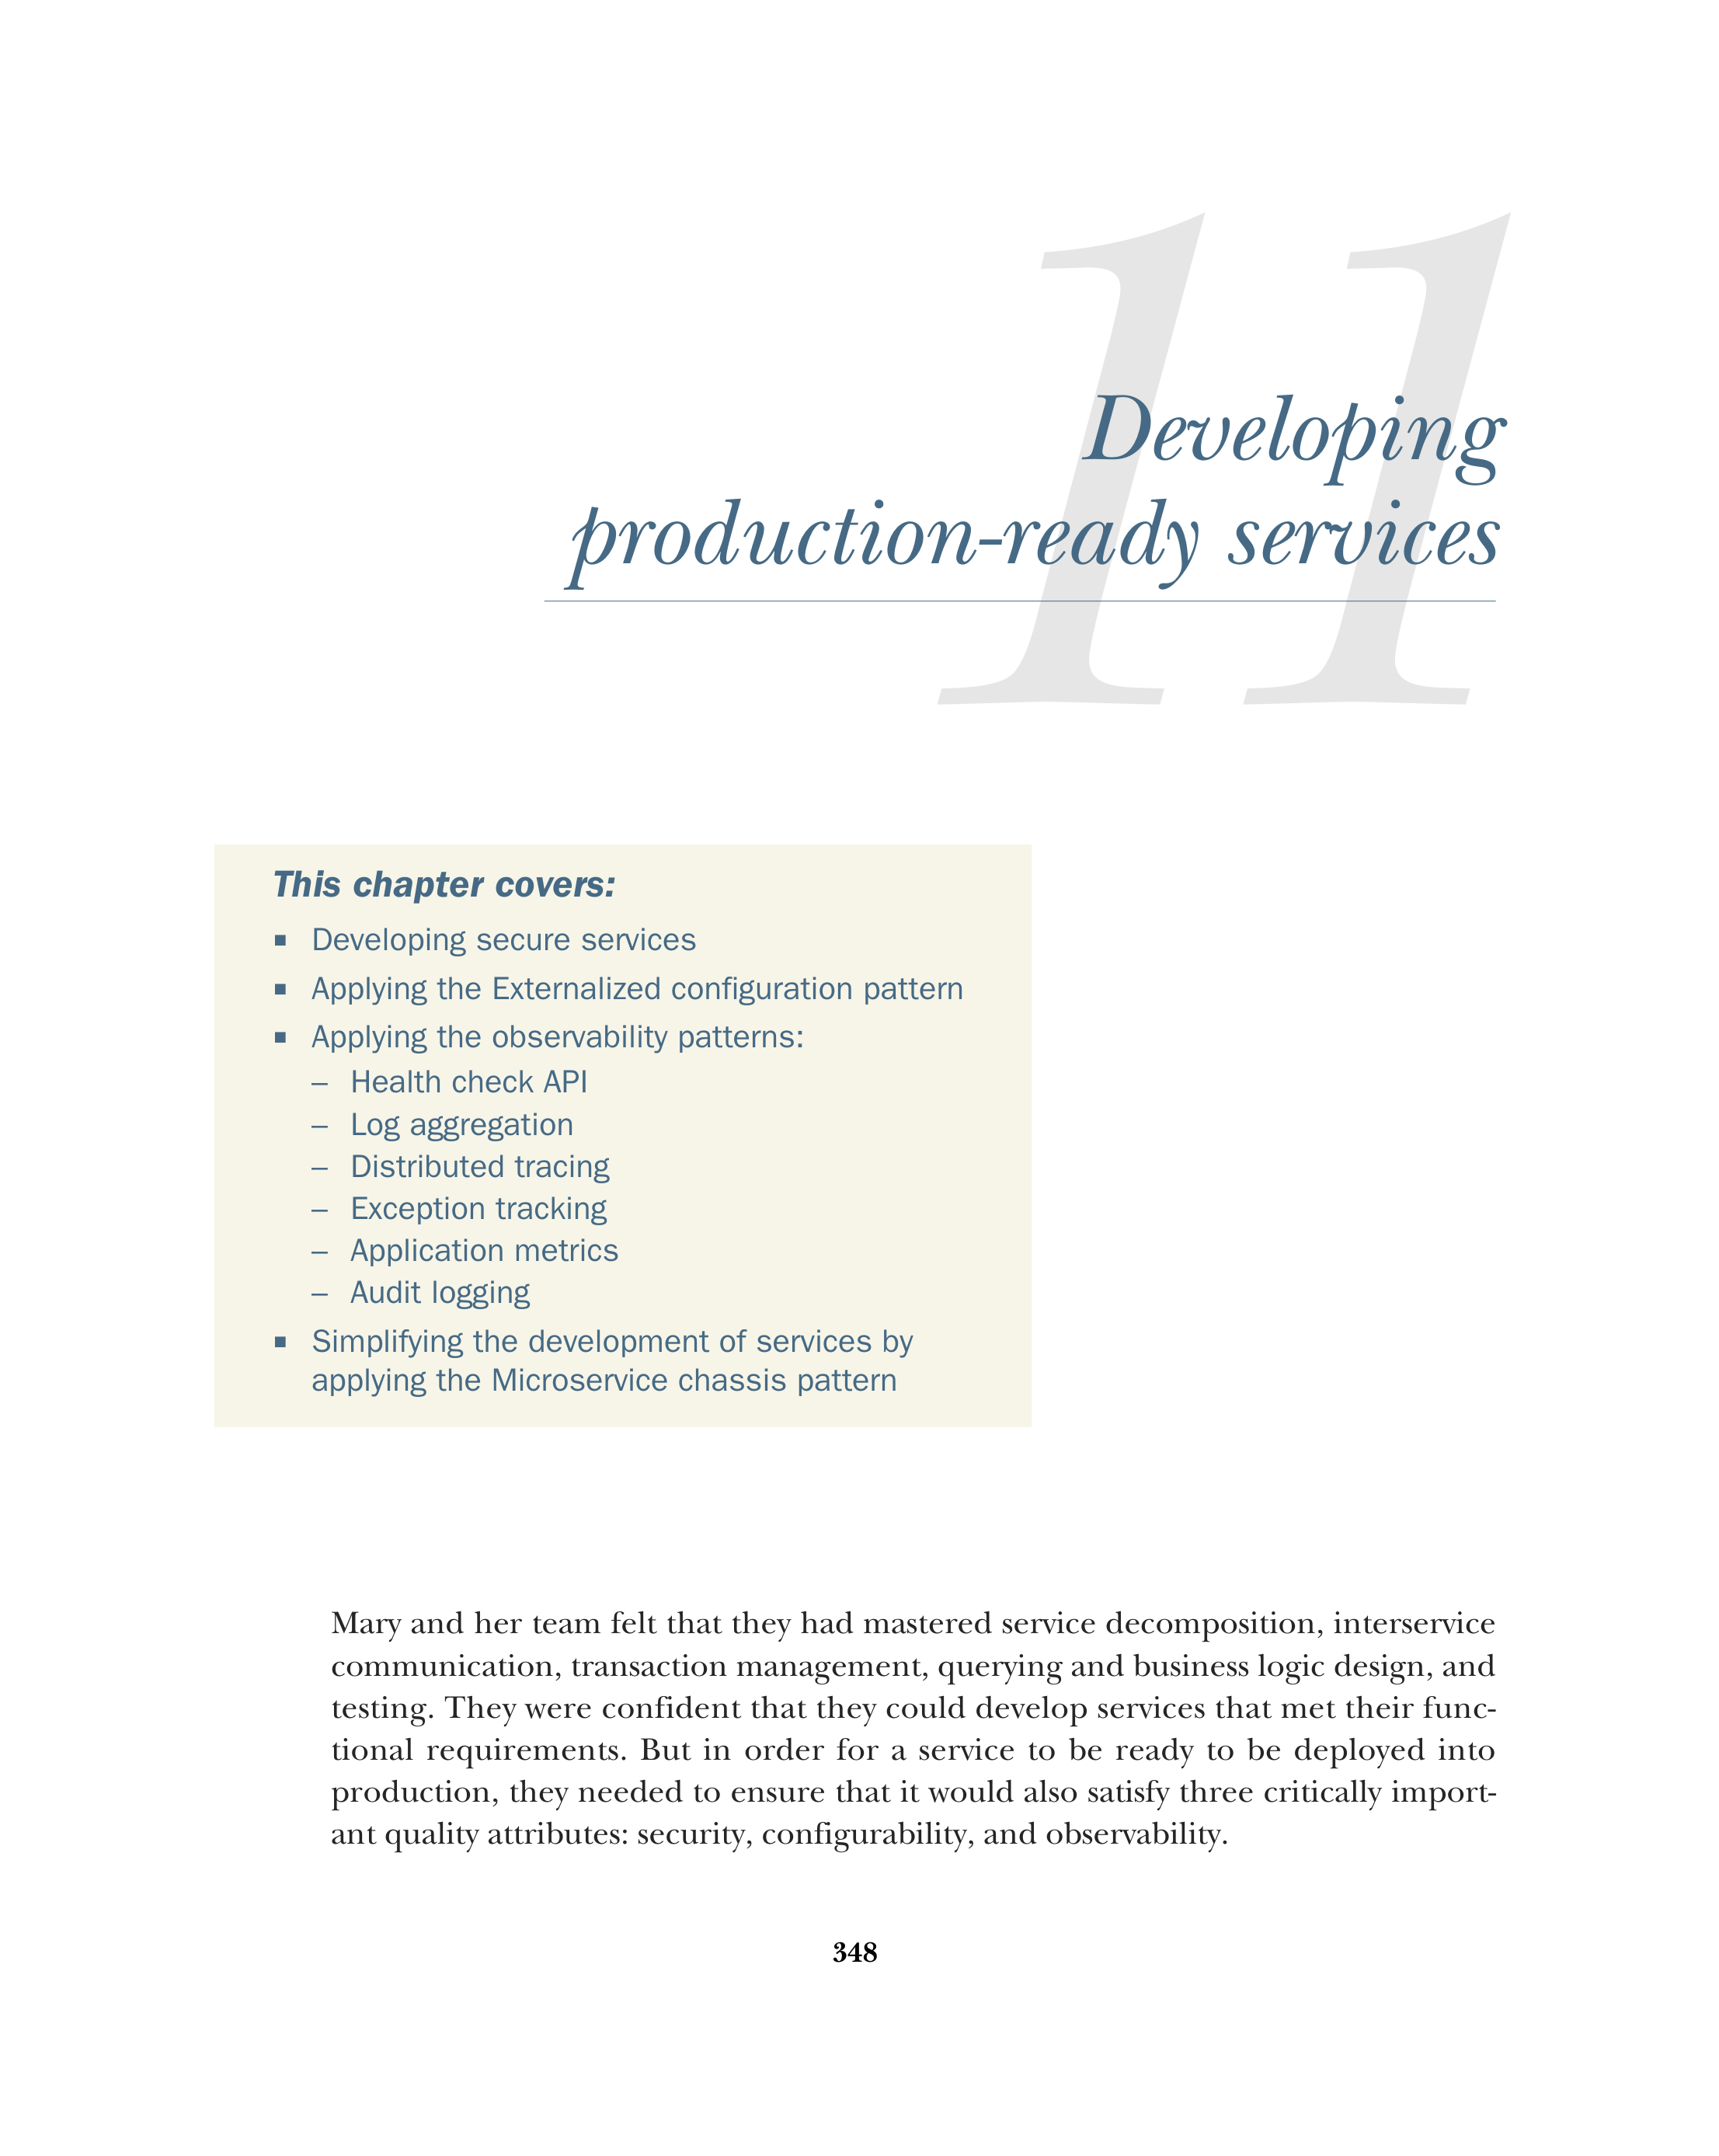 11
Developing
production-ready services
This chapter covers:
■ Developing secure services
■ Applying the Externalized configuration pattern
■ Applying the observability patterns:
– Health check API
– Log aggregation
– Distributed tracing
– Exception tracking
– Application metrics
– Audit logging
■ Simplifying the development of services by
applying the Microservice chassis pattern
Mary and her team felt that they had mastered service decomposition, interservice
communication, transaction management, querying and business logic design, and
testing. They were confident that they could develop services that met their func-
tional requirements. But in order for a service to be ready to be deployed into
production, they needed to ensure that it would also satisfy three critically import-
ant quality attributes: security, configurability, and observability.
348